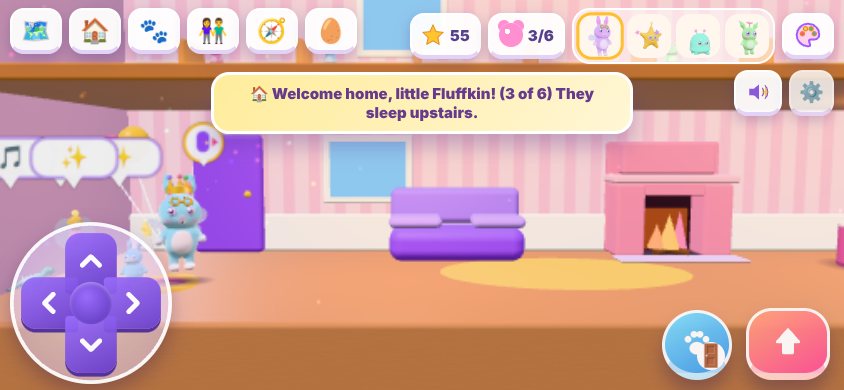 55
3/6
🏠 Welcome home, little Fluffkin! (3 of 6) They
sleep upstairs.